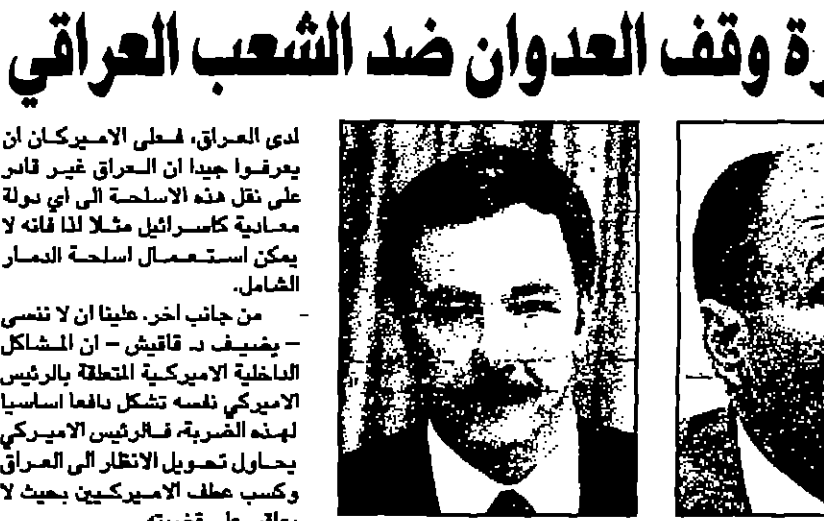 رة وقف العدوان ضد الشعب العراقي
لدى العراق، فعلى الاميركان ان
يعرفوا جيدا ان العراق غير قادر
على نقل هذه الاسلحة الى اي دولة
معادية كاسرائيل مثلا لذا فانه لا
يمكن استعمال اسلحة الدمار
الشامل.
- من جانب اخر. علينا ان لا ننسى
– يضيف د. قاقيش – ان المشاكل
الداخلية الاميركية المتعلقة بالرئيس
الاميركي نفسه تشكل دافعا اساسيا
لهذه الضربة، فالرئيس الاميركي
يحاول تحويل الانظار الى العراق
وكسب عطف الاميركيين بحيث لا